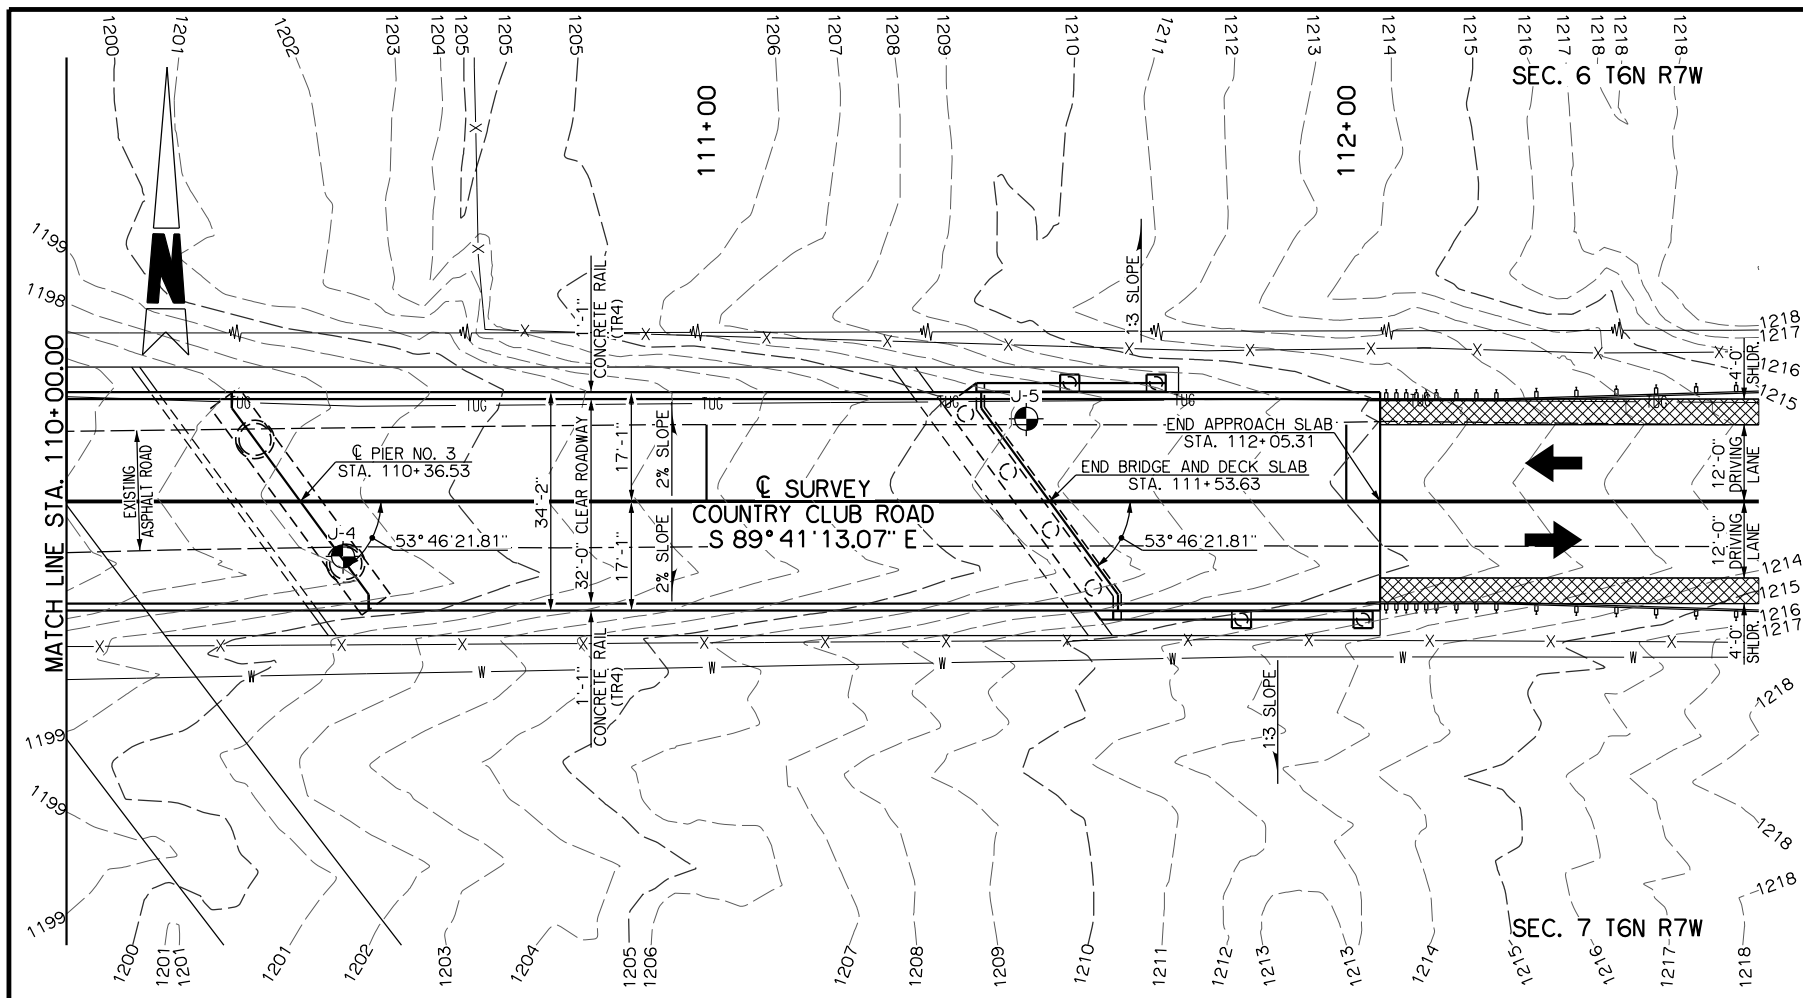 1200
1201
1202
1203
1204
1205
1205
1205
1206
1207
1208
1209
1210
1211
1212
1213
1214
1215
1216
1217
1218
1218
1218
SEC. 6 T6N R7W
111+00
112+00
N
1199
1198
MATCH LINE STA. 110+00.00
1'-1"
CONCRETE RAIL
(TR4)
1:3 SLOPE
1218
1217
1216
1215
4'-0"
SHLDR.
TUG
TUG
TUG
TUG
TUG
TUG
TUG
J-5
EXISTING
ASPHALT ROAD
℄ PIER NO. 3
STA. 110+36.53
J-4
53°46'21.81"
34'-2"
32'-0" CLEAR ROADWAY
17'-1"
17'-1"
2% SLOPE
2% SLOPE
℄ SURVEY
COUNTRY CLUB ROAD
S 89°41'13.07" E
END APPROACH SLAB
STA. 112+05.31
END BRIDGE AND DECK SLAB
STA. 111+53.63
53°46'21.81"
12'-0"
DRIVING
LANE
12'-0"
DRIVING
LANE
1214
1215
1216
1217
4'-0"
SHLDR.
X X X X X X X X X X X X X X
W W W W W W W
1'-1"
CONCRETE RAIL
(TR4)
1:3 SLOPE
1199
1199
1199
1218
1218
1218
SEC. 7 T6N R7W
1200
1201
1201
1201
1202
1203
1204
1205
1206
1207
1208
1209
1210
1211
1212
1213
1213
1214
1215
1216
1217
1218